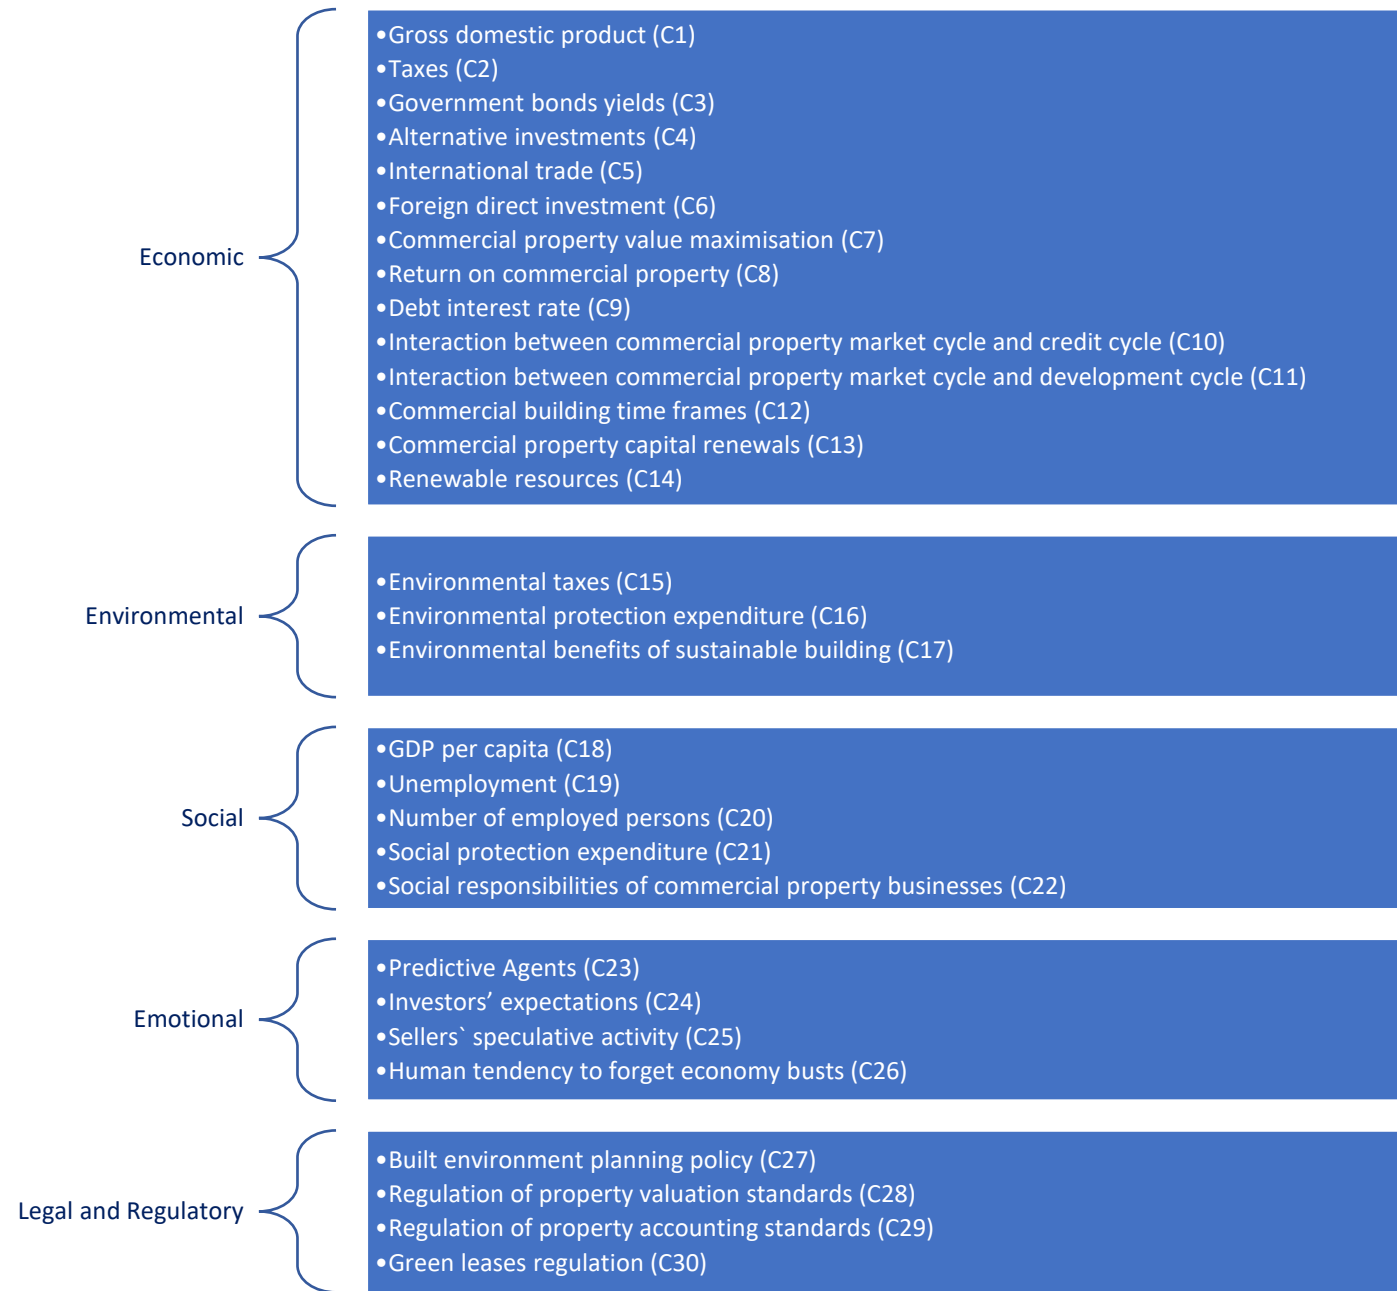 Economic
•Gross domestic product (C1)
•Taxes (C2)
•Government bonds yields (C3)
•Alternative investments (C4)
•International trade (C5)
•Foreign direct investment (C6)
•Commercial property value maximisation (C7)
•Return on commercial property (C8)
•Debt interest rate (C9)
•Interaction between commercial property market cycle and credit cycle (C10)
•Interaction between commercial property market cycle and development cycle (C11)
•Commercial building time frames (C12)
•Commercial property capital renewals (C13)
•Renewable resources (C14)
Environmental
•Environmental taxes (C15)
•Environmental protection expenditure (C16)
•Environmental benefits of sustainable building (C17)
Social
•GDP per capita (C18)
•Unemployment (C19)
•Number of employed persons (C20)
•Social protection expenditure (C21)
•Social responsibilities of commercial property businesses (C22)
Emotional
•Predictive Agents (C23)
•Investors’ expectations (C24)
•Sellers` speculative activity (C25)
•Human tendency to forget economy busts (C26)
Legal and Regulatory
•Built environment planning policy (C27)
•Regulation of property valuation standards (C28)
•Regulation of property accounting standards (C29)
•Green leases regulation (C30)